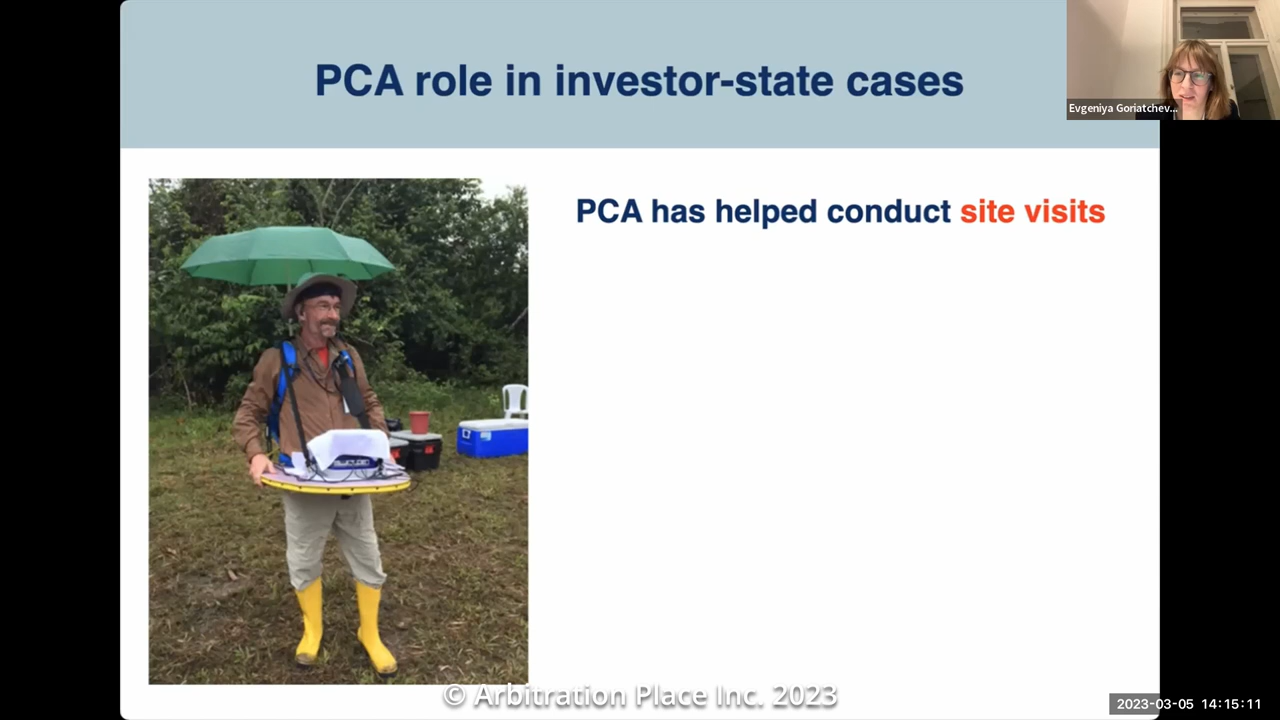 PCA role in investor-state cases
Evgeniya Goriatchev...
PCA has helped conduct site visits
© Arbitration Place Inc. 2023
2023-03-05 14:15:11